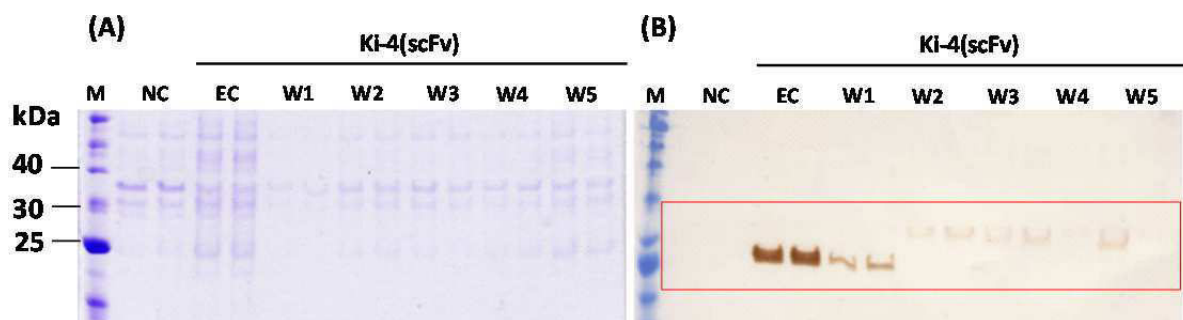 (A)
Ki-4(scFv)
M NC EC W1 W2 W3 W4 W5
kDa
40
30
25
(B)
Ki-4(scFv)
M NC EC W1 W2 W3 W4 W5